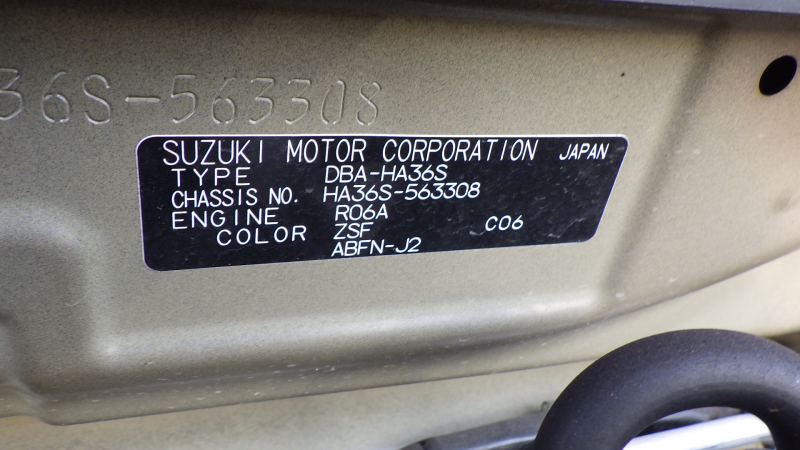 36S-563308
SUZUKI MOTOR CORPORATION JAPAN
TYPE DBA-HA36S
CHASSIS NO. HA36S-563308
ENGINE R06A
COLOR ZSF C06
ABFN-J2